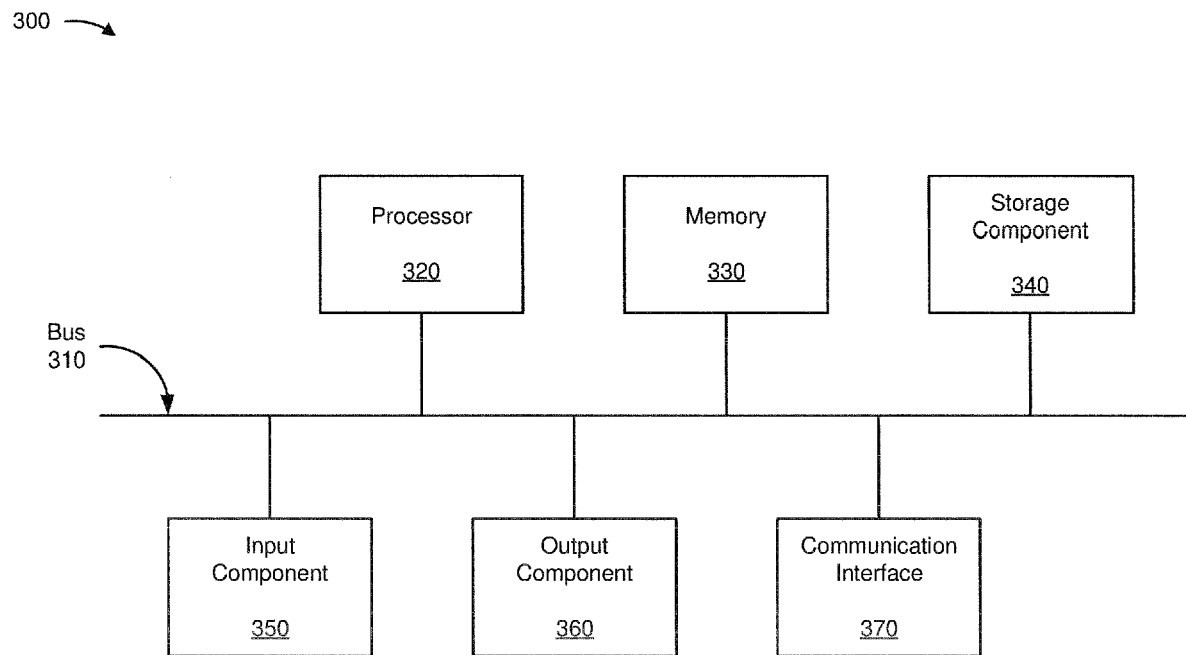 300
Processor
320
Memory
330
Storage
Component
340
Bus
310
Input
Component
350
Output
Component
360
Communication
Interface
370